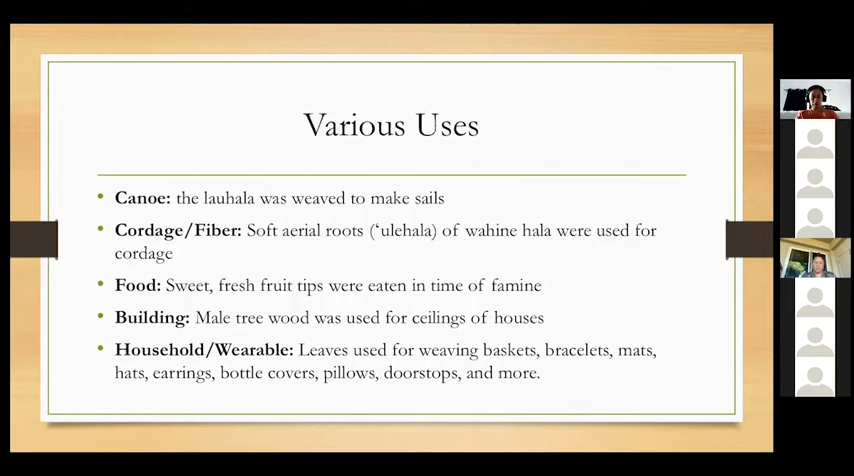 Various Uses
• Canoe: the lauhala was weaved to make sails
• Cordage/Fiber: Soft aerial roots (‘ulehala) of wahine hala were used for
cordage
• Food: Sweet, fresh fruit tips were eaten in time of famine
• Building: Male tree wood was used for ceilings of houses
• Household/Wearable: Leaves used for weaving baskets, bracelets, mats,
hats, earrings, bottle covers, pillows, doorstops, and more.